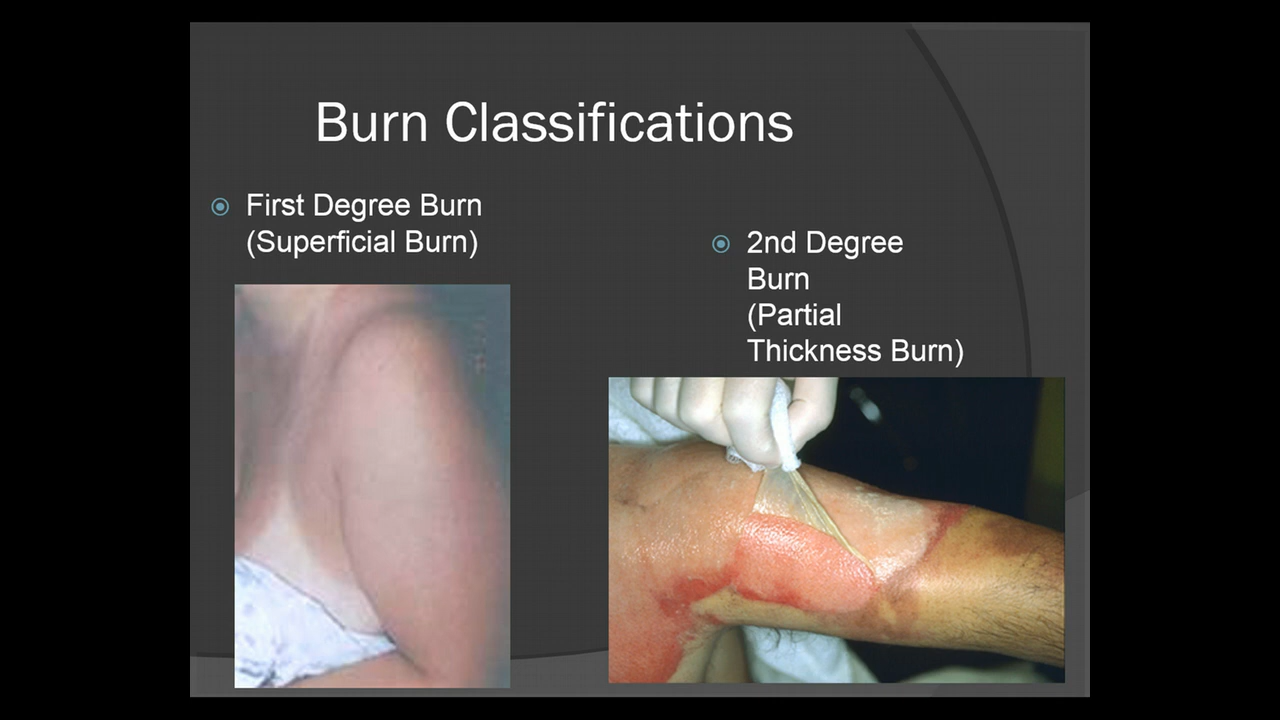 Burn Classifications
First Degree Burn
(Superficial Burn)
2nd Degree
Burn
(Partial
Thickness Burn)